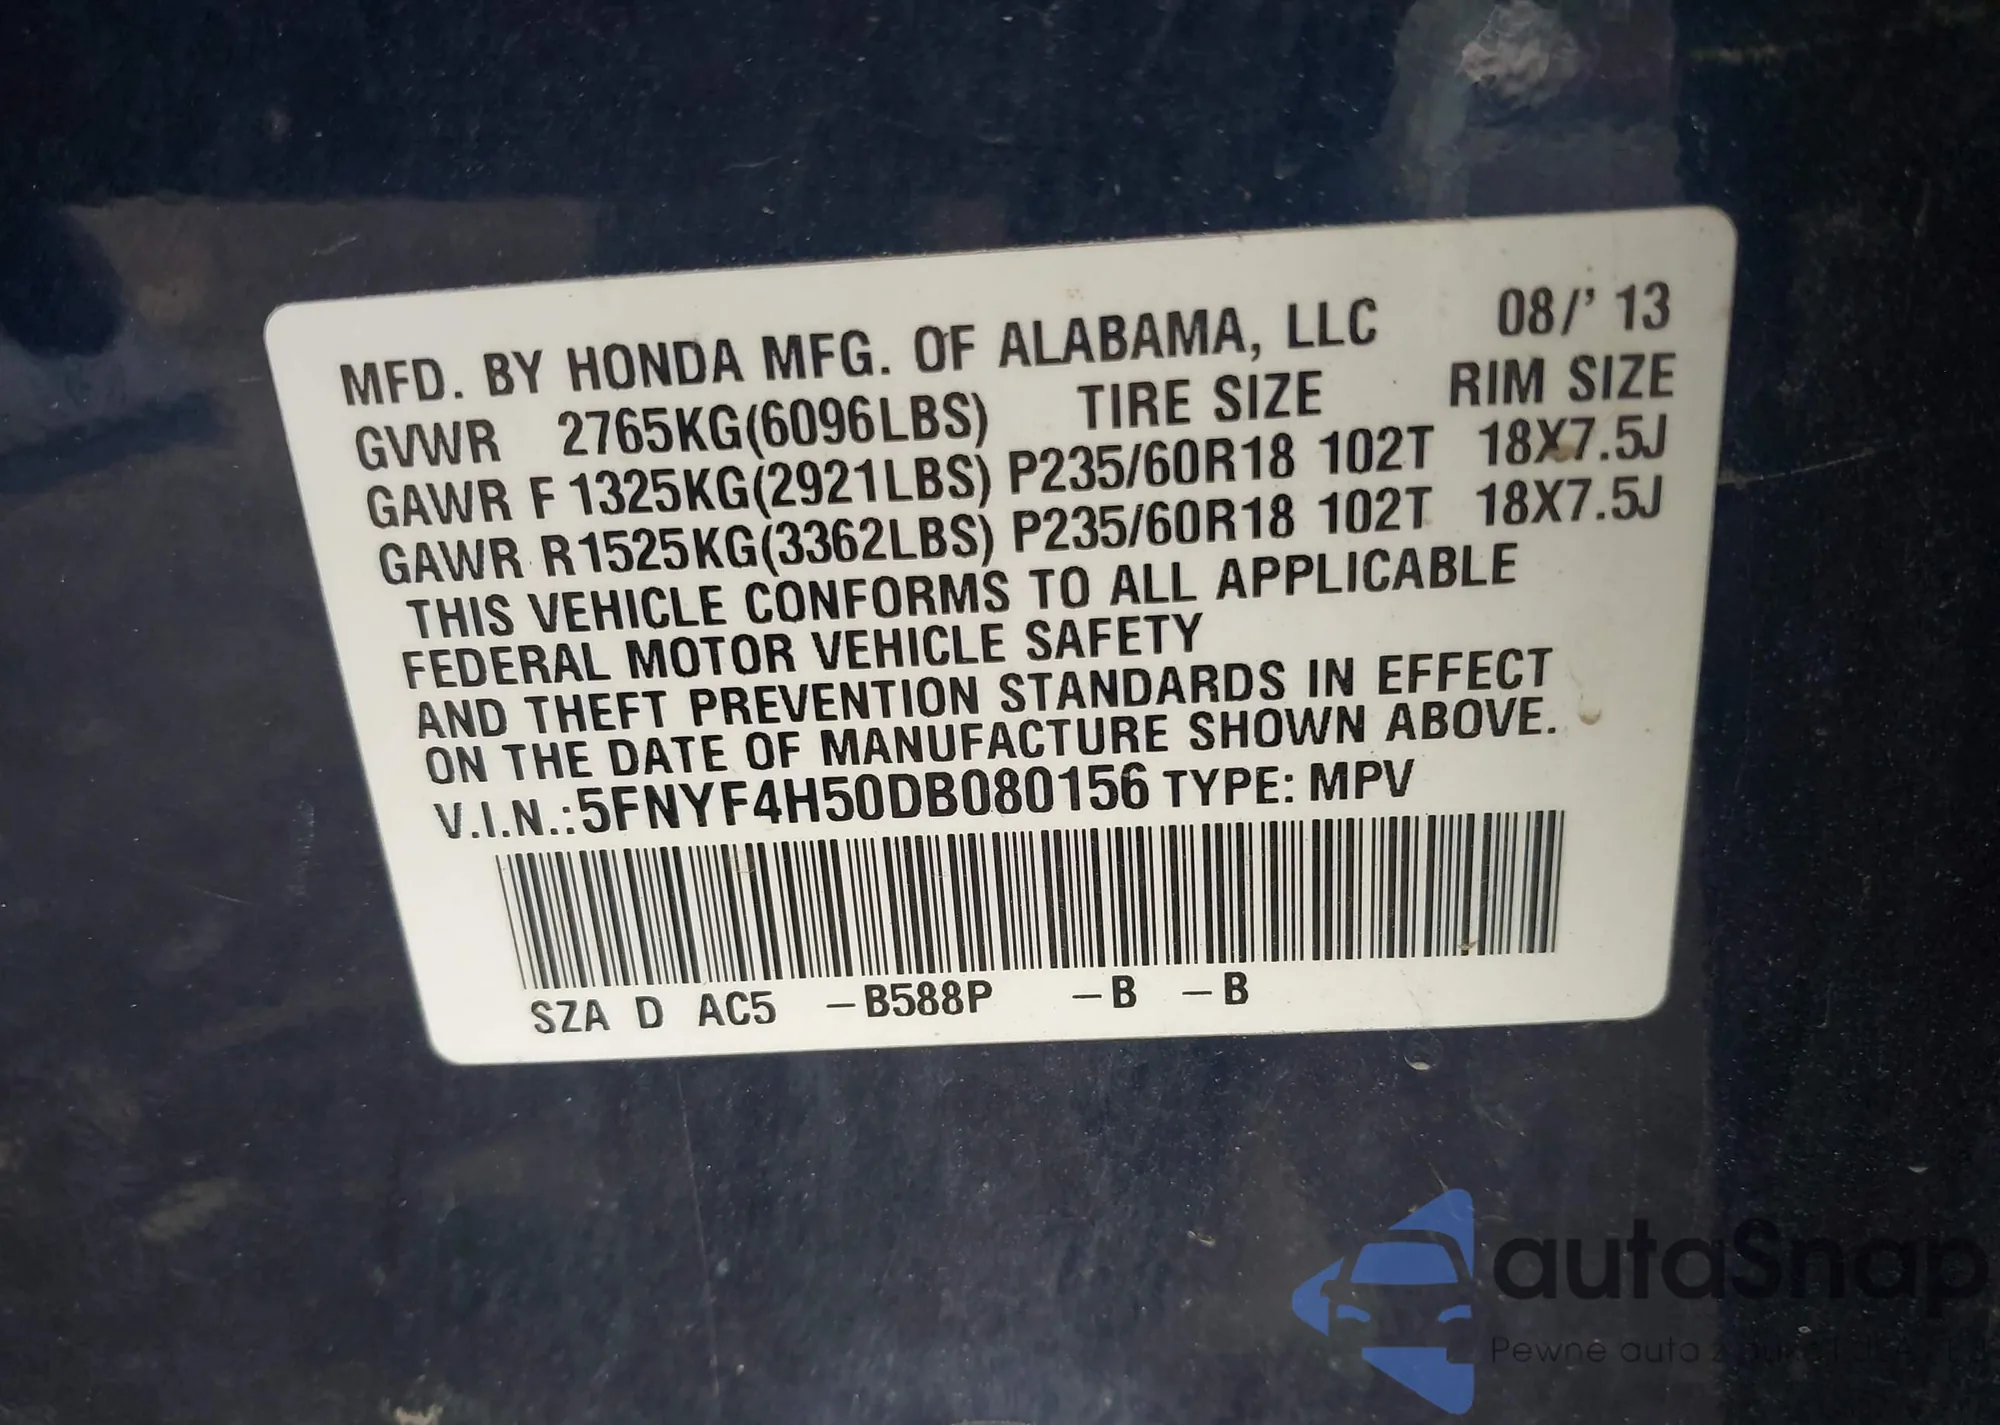 MFD. BY HONDA MFG. OF ALABAMA, LLC 08/' 13
GVWR 2765KG(6096LBS) TIRE SIZE RIM SIZE
GAWR F 1325KG(2921LBS) P235/60R18 102T 18X7.5J
GAWR R1525KG(3362LBS) P235/60R18 102T 18X7.5J
THIS VEHICLE CONFORMS TO ALL APPLICABLE
FEDERAL MOTOR VEHICLE SAFETY
AND THEFT PREVENTION STANDARDS IN EFFECT
ON THE DATE OF MANUFACTURE SHOWN ABOVE.
V.I.N.:5FNYF4H50DB080156 TYPE: MPV
SZA D AC5 –B588P –B –B
autaSnap
Pewne auta z